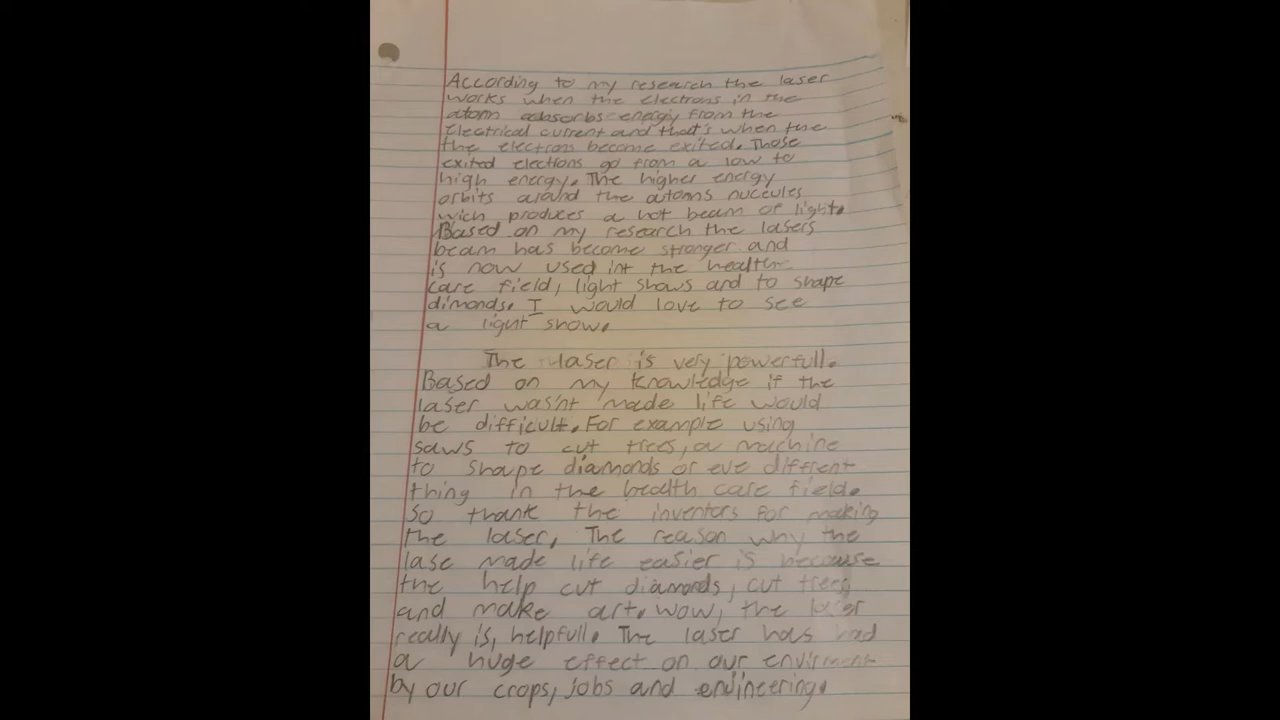 According to my research the laser
works when the electrons in the
atom adsorbs energy from the
Electrical current and that's when the
the electrons become exited. Those
exited electrons go from a low to
high energy. The higher energy
orbits around the atoms nuceules
wich produces a hot beam of light.
Based on my research the lasers
beam has become stronger and
is now used int the health
care field, light shows and to shape
dimonds. I would love to see
a light show.
The laser is very powerfull.
Based on my knowledge if the
laser wasn't made life would
be difficult. For example using
saws to cut trees, a machine
to shape diamonds or eve diffrent
thing in the health care field.
So thank the inventors for making
the laser. The reason why the
lase made life easier is because
the help cut diamonds, cut trees
and make art. wow, the laser
really is, helpfull. The laser has had
a huge effect on our envirment
by our crops, jobs and enjineering.